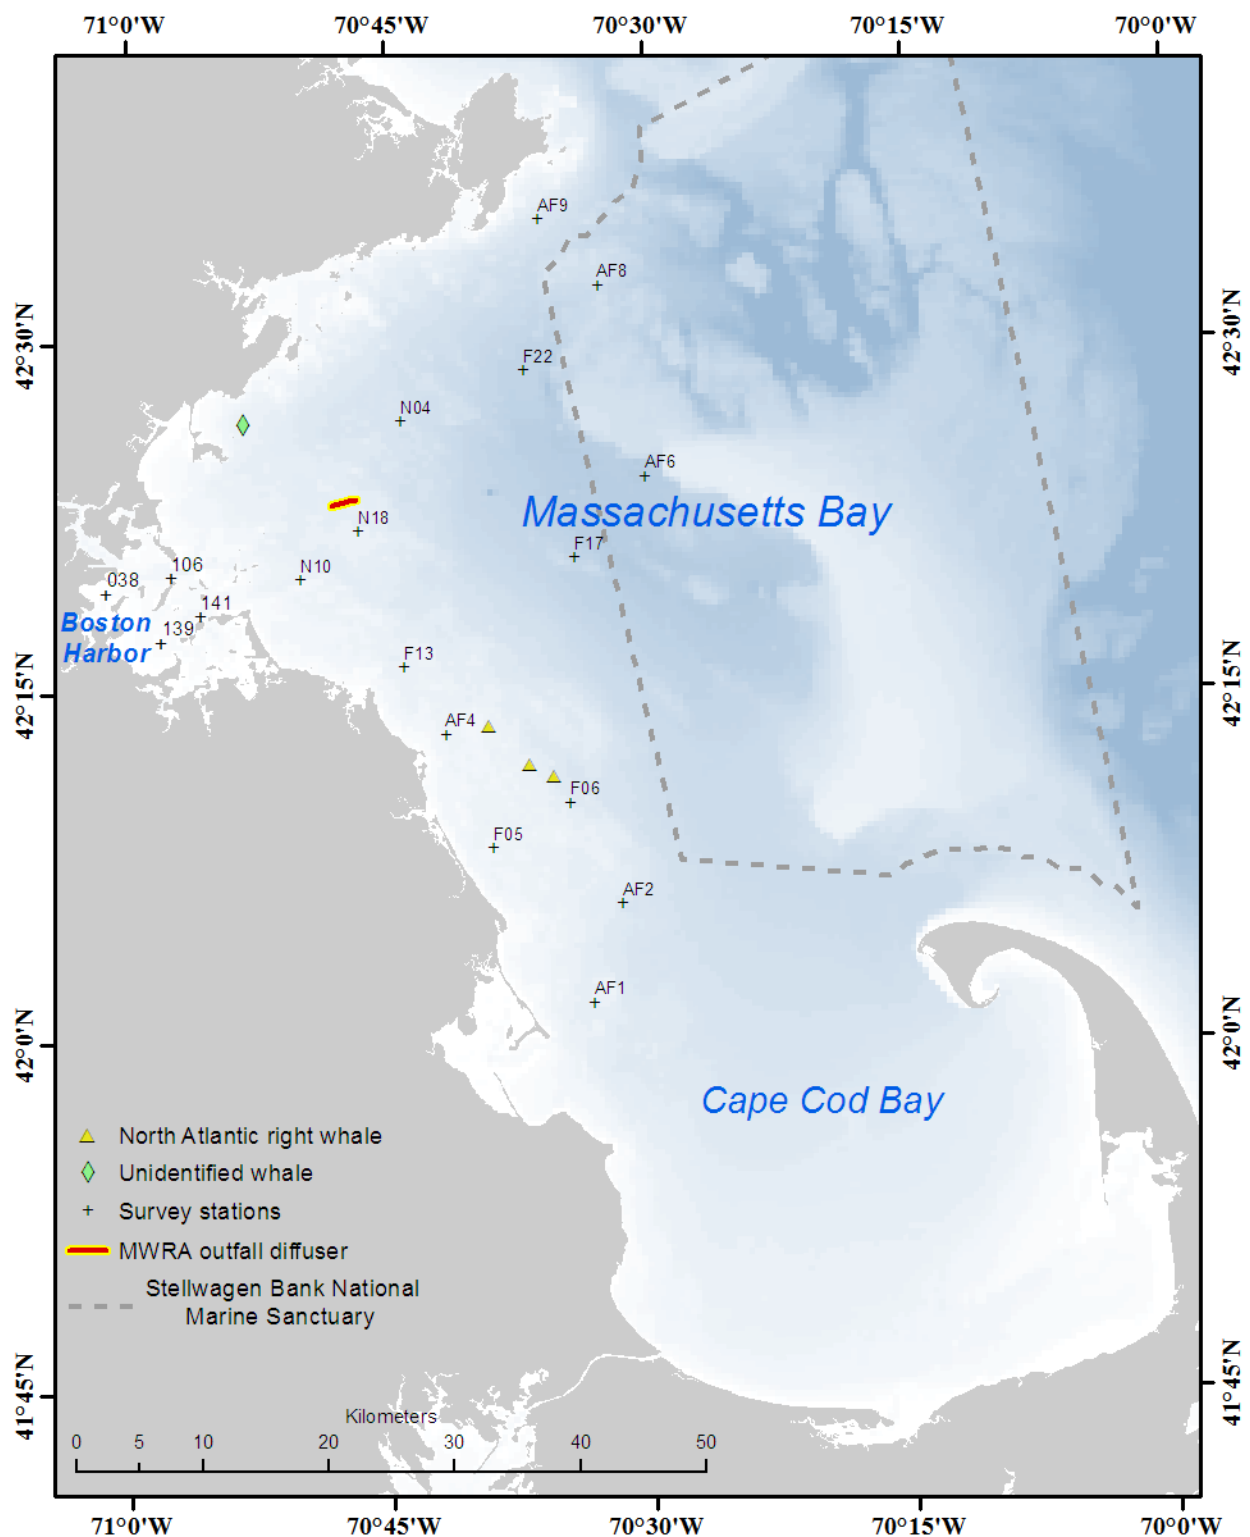 71°0'W 70°45'W 70°30'W 70°15'W 70°0'W
AF9
AF8
42°30'N 42°30'N
F22
N04
AF6
Massachusetts Bay
N18
F17
106 N10
038
141
Boston
139
Harbor
F13
42°15'N 42°15'N
AF4
F06
F05
AF2
AF1
42°0'N 42°0'N
Cape Cod Bay
North Atlantic right whale
Unidentified whale
Survey stations
MWRA outfall diffuser
Stellwagen Bank National
Marine Sanctuary
41°45'N 41°45'N
Kilometers
0 5 10 20 30 40 50
71°0'W 70°45'W 70°30'W 70°15'W 70°0'W